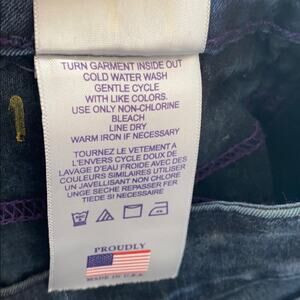 TURN GARMENT INSIDE OUT
COLD WATER WASH
GENTLE CYCLE
WITH LIKE COLORS.
USE ONLY NON-CHLORINE
BLEACH
LINE DRY
WARM IRON IF NECESSARY
TOURNEZ LE VETEMENT A
L'ENVERS CYCLE DOUX DE
LAVAGE D'EAU FROIDE AVEC DES
COULEURS SIMILAIRES UTILISER
UN JAVELLISANT NON CHLORE
UNGE SECHE REPASSER FER
TIEDE SI NECESSAIRE
PROUDLY
MADE IN U.S.A.